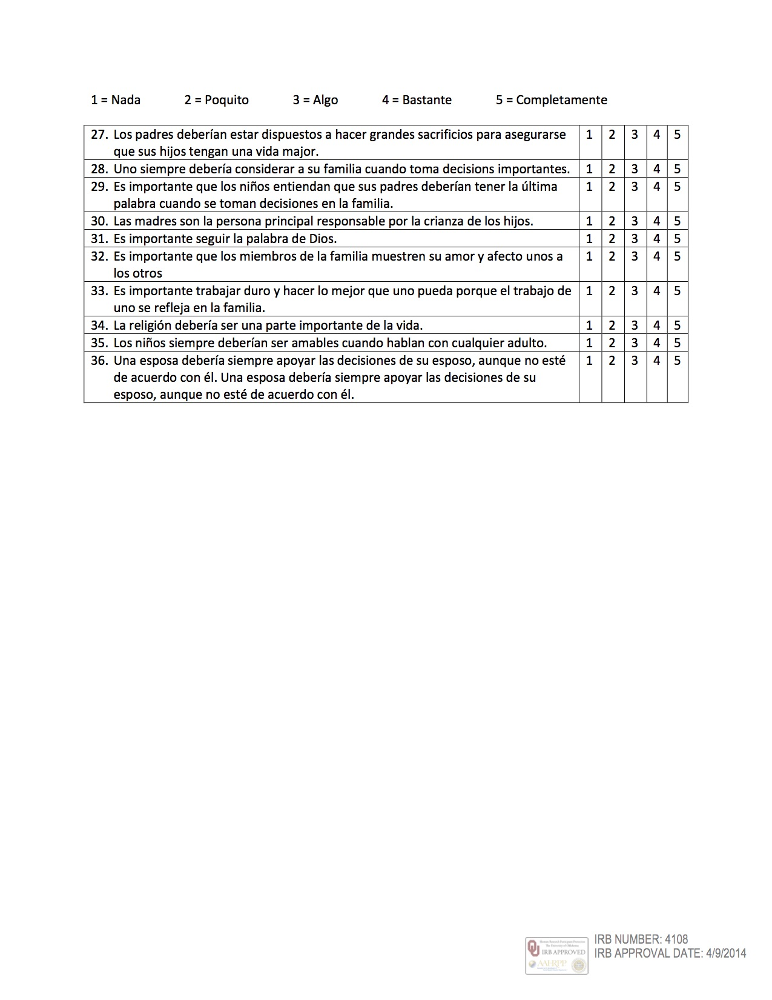 1 = Nada 2 = Poquito 3 = Algo 4 = Bastante 5 = Completamente
27. Los padres deberían estar dispuestos a hacer grandes sacrificios para asegurarse 1 2 3 4 5
que sus hijos tengan una vida major.
28. Uno siempre debería considerar a su familia cuando toma decisions importantes. 1 2 3 4 5
29. Es importante que los niños entiendan que sus padres deberían tener la última 1 2 3 4 5
palabra cuando se toman decisiones en la familia.
30. Las madres son la persona principal responsable por la crianza de los hijos. 1 2 3 4 5
31. Es importante seguir la palabra de Dios. 1 2 3 4 5
32. Es importante que los miembros de la familia muestren su amor y afecto unos a 1 2 3 4 5
los otros
33. Es importante trabajar duro y hacer lo mejor que uno pueda porque el trabajo de 1 2 3 4 5
uno se refleja en la familia.
34. La religión debería ser una parte importante de la vida. 1 2 3 4 5
35. Los niños siempre deberían ser amables cuando hablan con cualquier adulto. 1 2 3 4 5
36. Una esposa debería siempre apoyar las decisiones de su esposo, aunque no esté 1 2 3 4 5
de acuerdo con él. Una esposa debería siempre apoyar las decisiones de su
esposo, aunque no esté de acuerdo con él.
Human Research Participant Protection
The University of Oklahoma
IRB APPROVED
AAHRPP
IRB NUMBER: 4108
IRB APPROVAL DATE: 4/9/2014